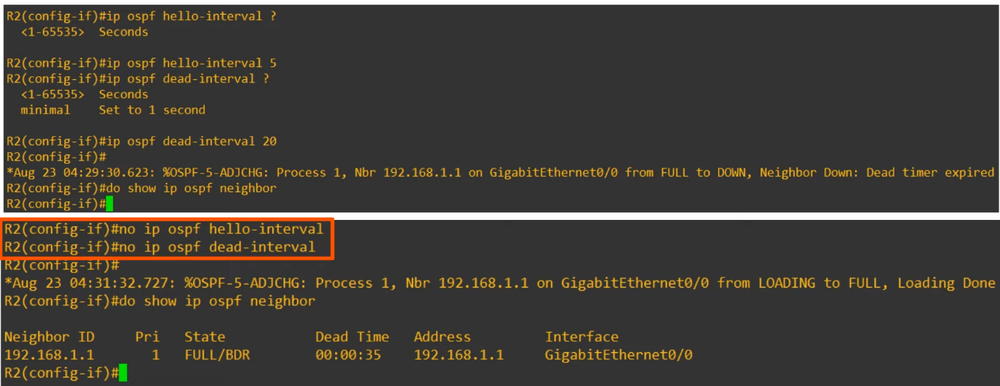 R2(config-if)#ip ospf hello-interval ?
<1-65535> Seconds
R2(config-if)#ip ospf hello-interval 5
R2(config-if)#ip ospf dead-interval ?
<1-65535> Seconds
minimal Set to 1 second
R2(config-if)#ip ospf dead-interval 20
R2(config-if)#
*Aug 23 04:29:30.623: %OSPF-5-ADJCHG: Process 1, Nbr 192.168.1.1 on GigabitEthernet0/0 from FULL to DOWN, Neighbor Down: Dead timer expired
R2(config-if)#do show ip ospf neighbor
R2(config-if)#
R2(config-if)#no ip ospf hello-interval
R2(config-if)#no ip ospf dead-interval
R2(config-if)#
*Aug 23 04:31:32.727: %OSPF-5-ADJCHG: Process 1, Nbr 192.168.1.1 on GigabitEthernet0/0 from LOADING to FULL, Loading Done
R2(config-if)#do show ip ospf neighbor
Neighbor ID Pri State Dead Time Address Interface
192.168.1.1 1 FULL/BDR 00:00:35 192.168.1.1 GigabitEthernet0/0
R2(config-if)#